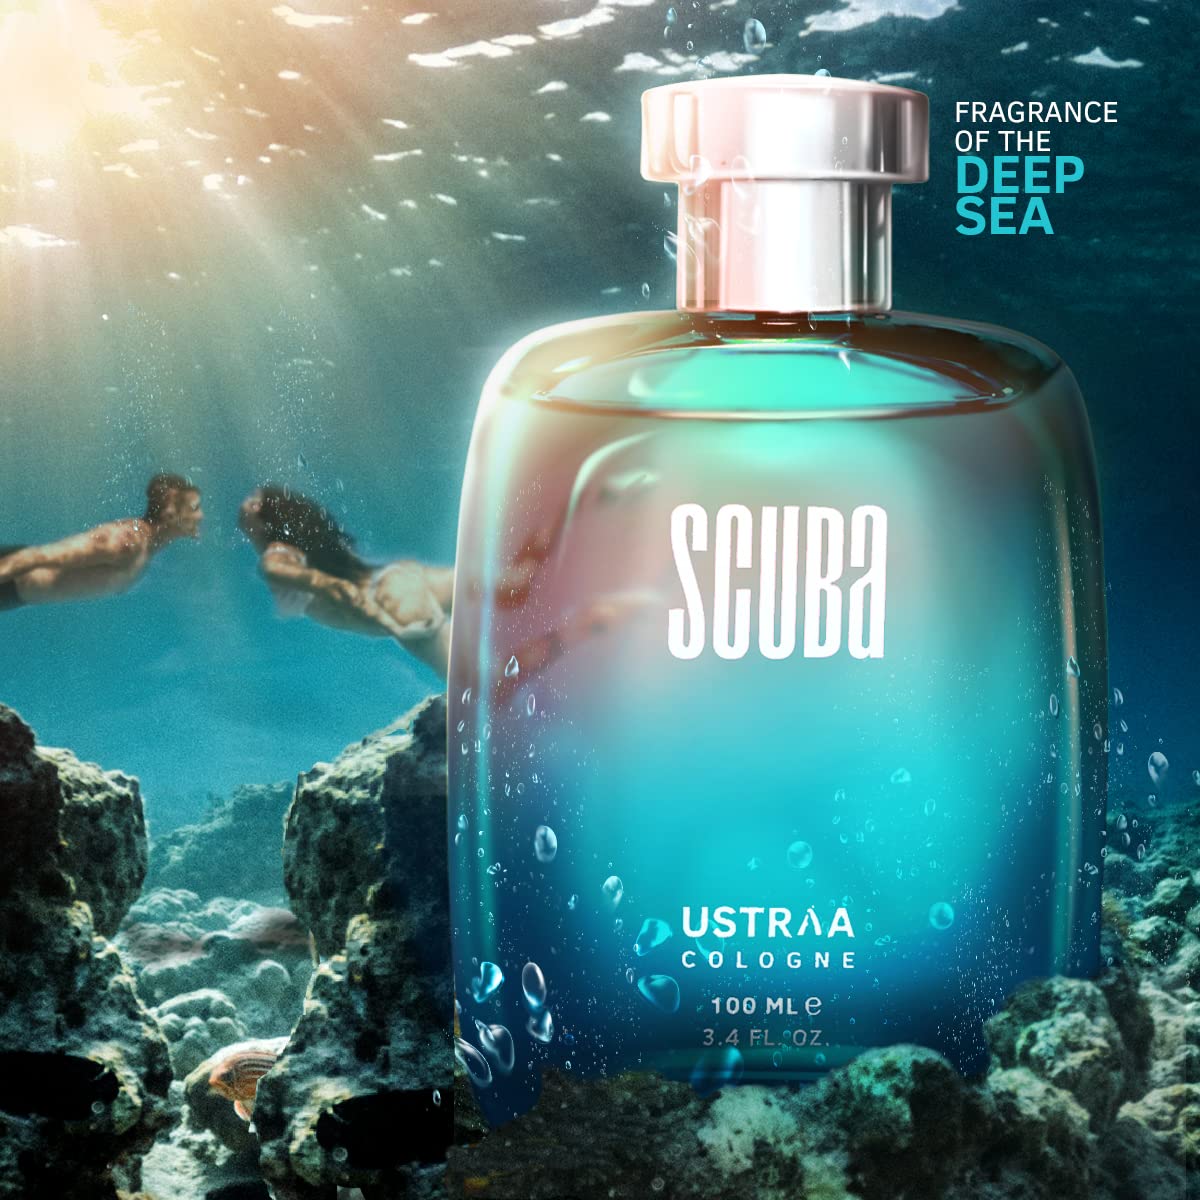 FRAGRANCE
OF THE
DEEP
SEA
SCUBA
USTRAA
COLOGNE
100 ML e
3.4 FL. OZ.